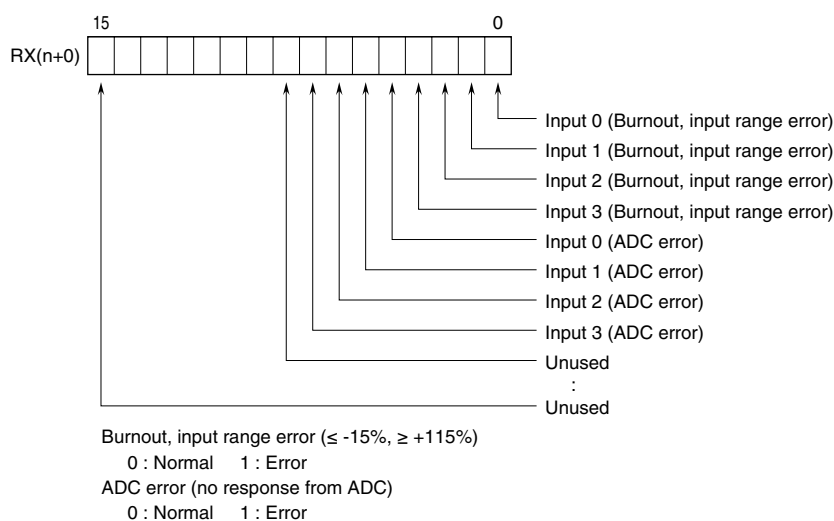 15 0
RX(n+0)
Input 0 (Burnout, input range error)
Input 1 (Burnout, input range error)
Input 2 (Burnout, input range error)
Input 3 (Burnout, input range error)
Input 0 (ADC error)
Input 1 (ADC error)
Input 2 (ADC error)
Input 3 (ADC error)
Unused
:
Unused
Burnout, input range error (≤ -15%, ≥ +115%)
0 : Normal 1 : Error
ADC error (no response from ADC)
0 : Normal 1 : Error